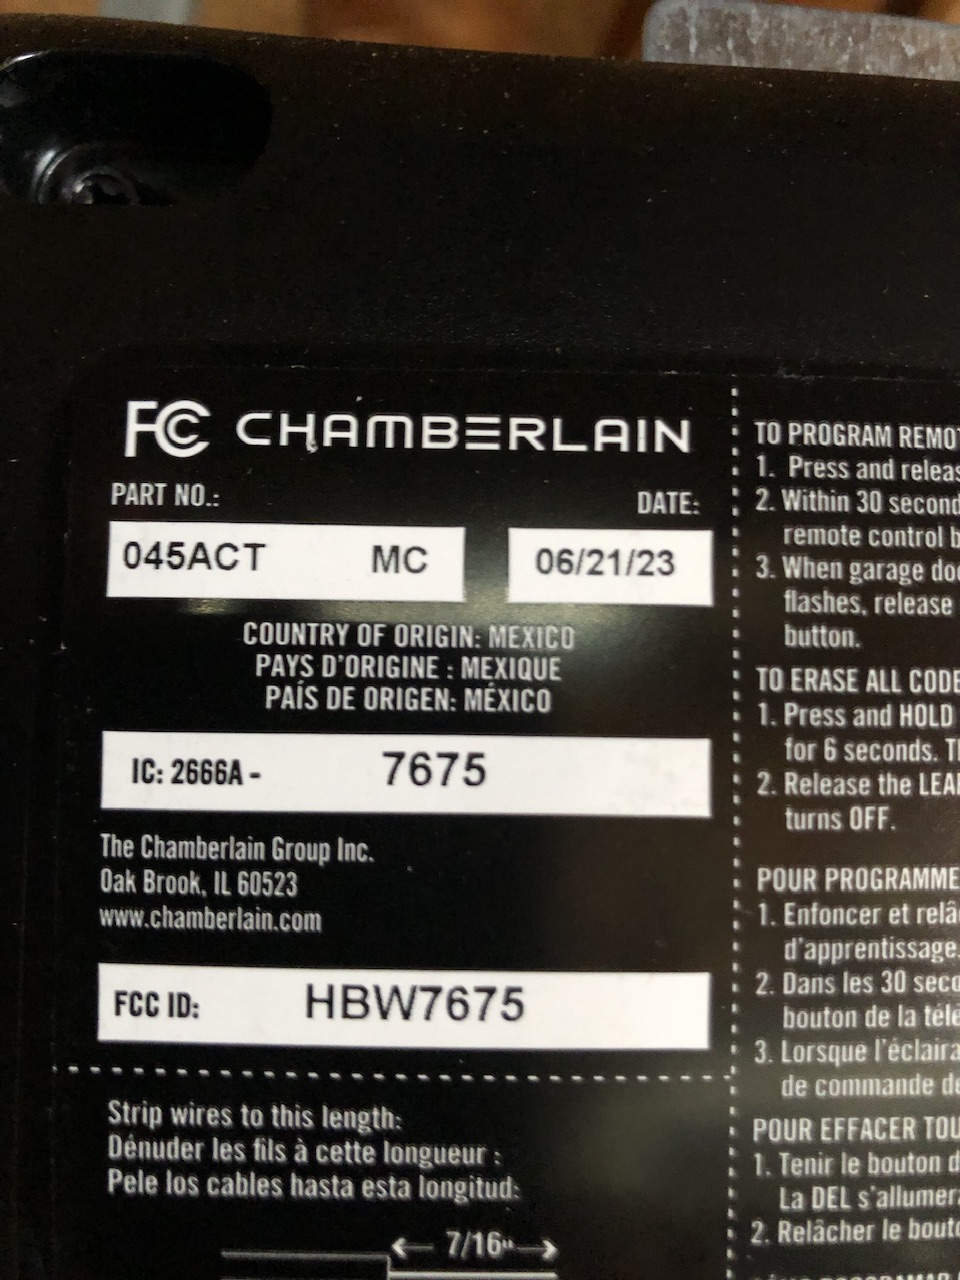 FC CHAMBERLAIN
PART NO.:
DATE:
045ACT MC
06/21/23
COUNTRY OF ORIGIN: MEXICO
PAYS D'ORIGINE : MEXIQUE
PAÍS DE ORIGEN: MÉXICO
IC: 2666A - 7675
The Chamberlain Group Inc.
Oak Brook, IL 60523
www.chamberlain.com
FCC ID: HBW7675
Strip wires to this length:
Dénuder les fils à cette longueur :
Pele los cables hasta esta longitud:
7/16"
TO PROGRAM
1. Press and
2. Within 30
remote control
3. When garage
flashes, release
button.
TO ERASE ALL
1. Press and HOLD
for 6 seconds.
2. Release the
turns OFF.
POUR
1. Enfoncer et
d'apprentissage.
2. Dans les 30
bouton de la
3. Lorsque
de commande
POUR EFFACER
1. Tenir le bouton
La DEL
2. Relâcher le